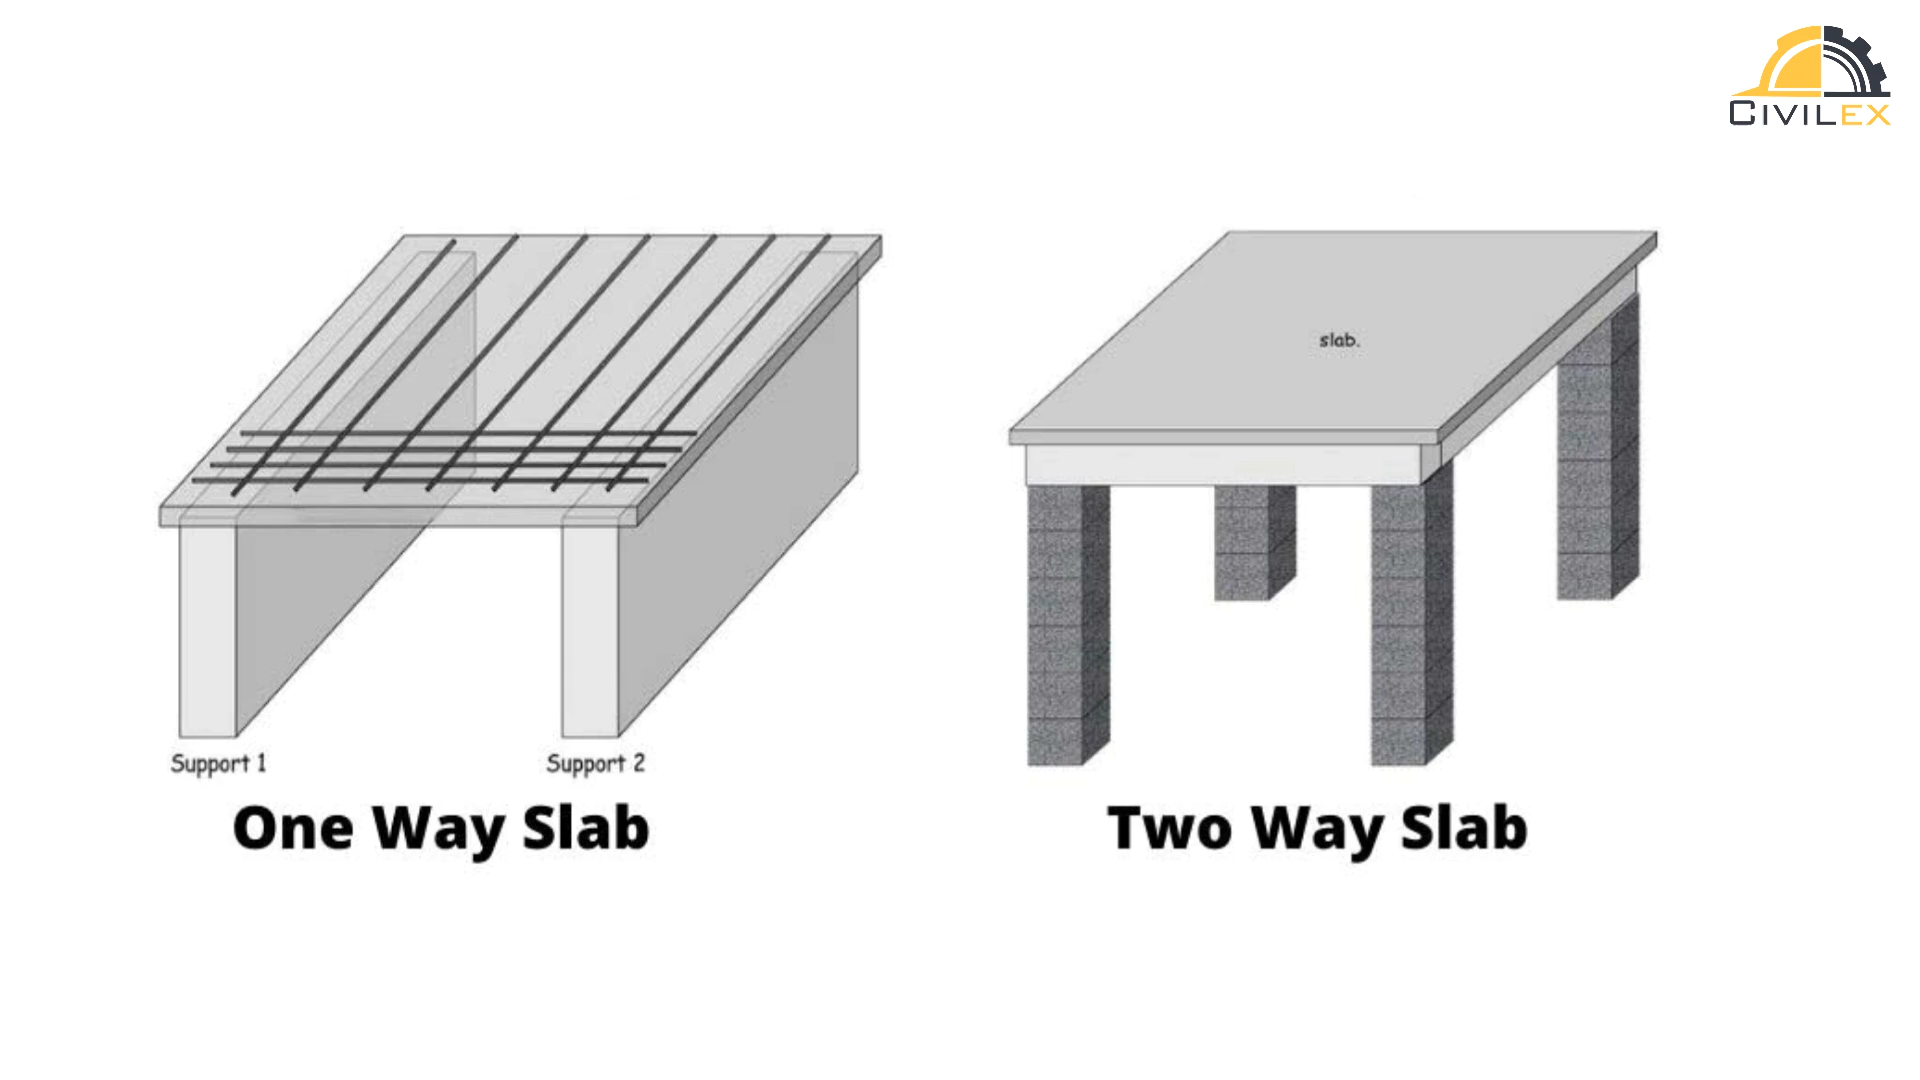 CIVILEX
slab.
Support 1
Support 2
One Way Slab
Two Way Slab